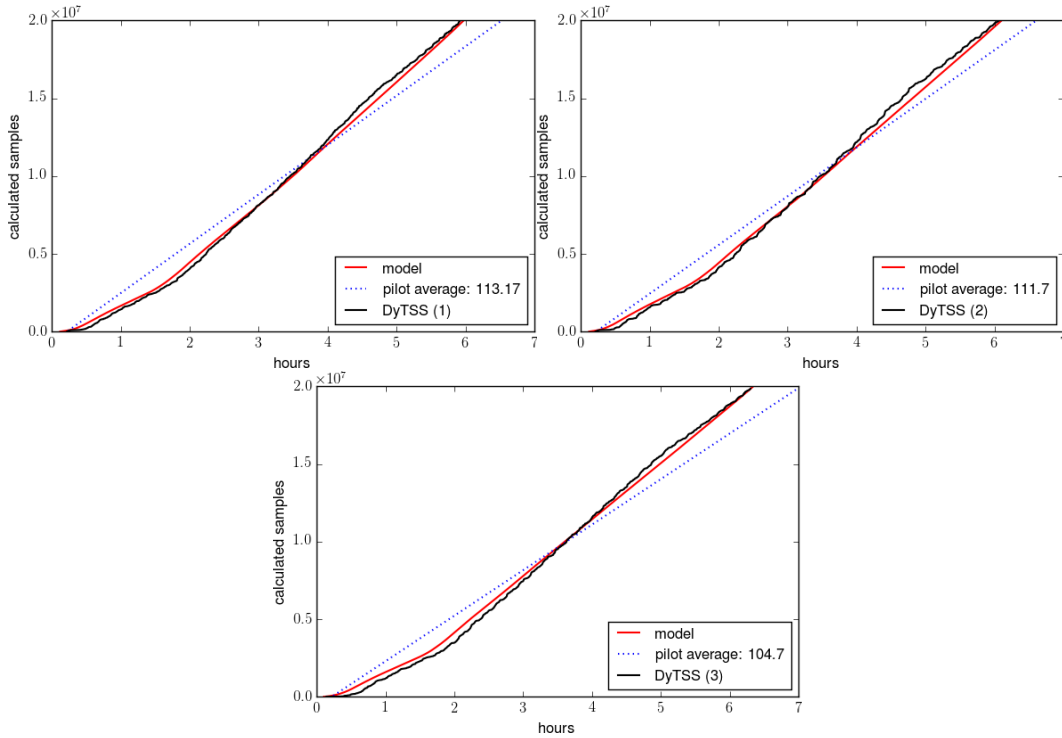 ×10⁷
2.0
1.5
1.0
0.5
0.0
calculated samples
0 1 2 3 4 5 6 7
hours
model
pilot average: 113.17
DyTSS (1)
×10⁷
2.0
1.5
1.0
0.5
0.0
calculated samples
0 1 2 3 4 5 6 7
hours
model
pilot average: 111.7
DyTSS (2)
×10⁷
2.0
1.5
1.0
0.5
0.0
calculated samples
0 1 2 3 4 5 6 7
hours
model
pilot average: 104.7
DyTSS (3)